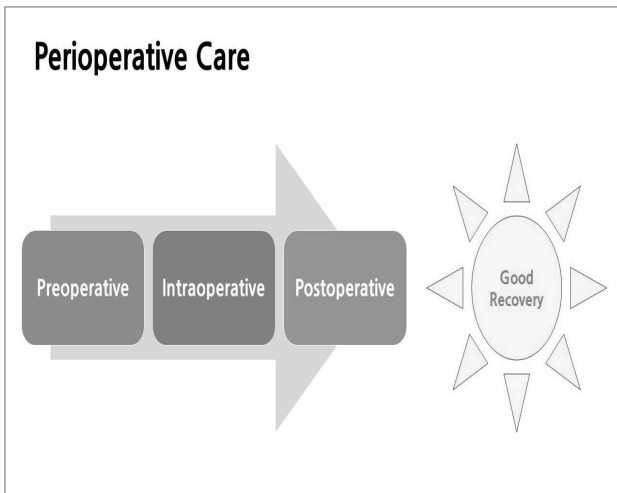 Perioperative Care
Preoperative
Intraoperative
Postoperative
Good
Recovery